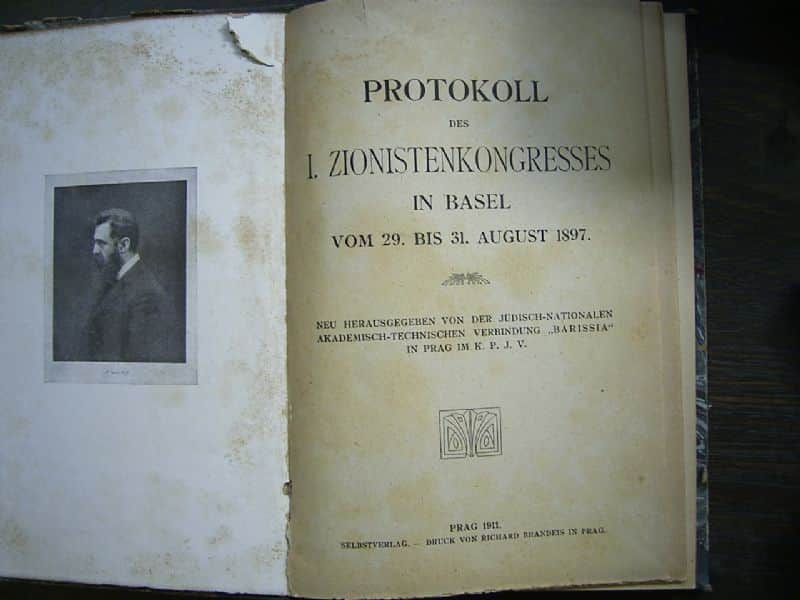 PROTOKOLL
DES
I. ZIONISTENKONGRESSES
IN BASEL
VOM 29. BIS 31. AUGUST 1897.
NEU HERAUSGEGEBEN VON DER JÜDISCH-NATIONALEN
AKADEMISCH-TECHNISCHEN VERBINDUNG „BARISSIA“
IN PRAG IM K. P. J. V.
PRAG 1911.
SELBSTVERLAG. — DRUCK VON RICHARD BRANDEIS IN PRAG.